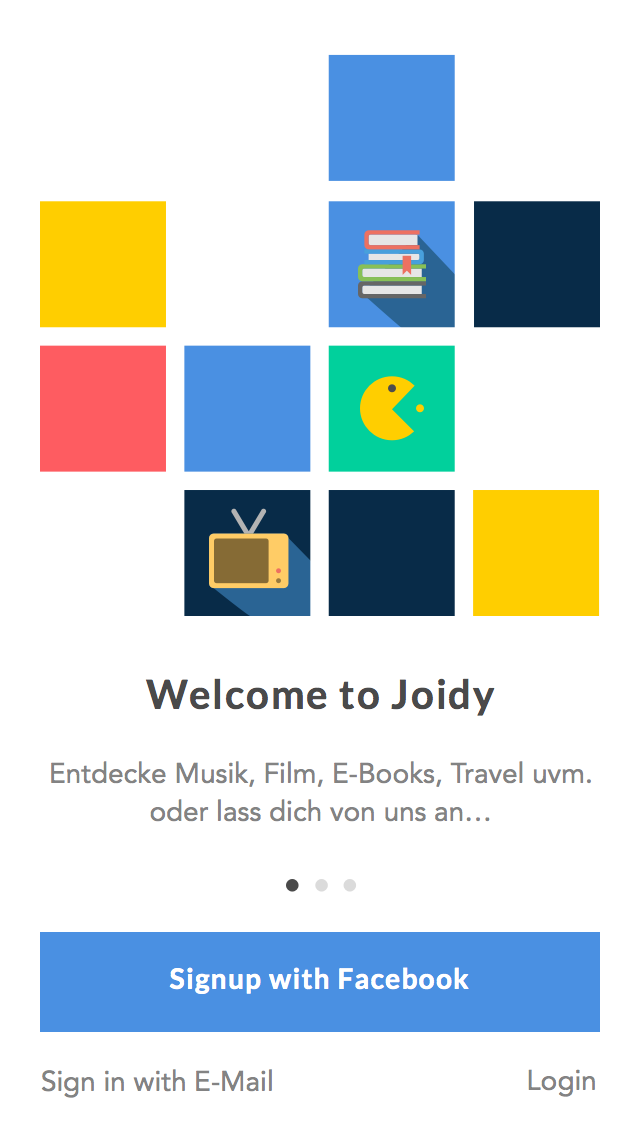 Welcome to Joidy
Entdecke Musik, Film, E-Books, Travel uvm.
oder lass dich von uns an…
Signup with Facebook
Sign in with E-Mail
Login